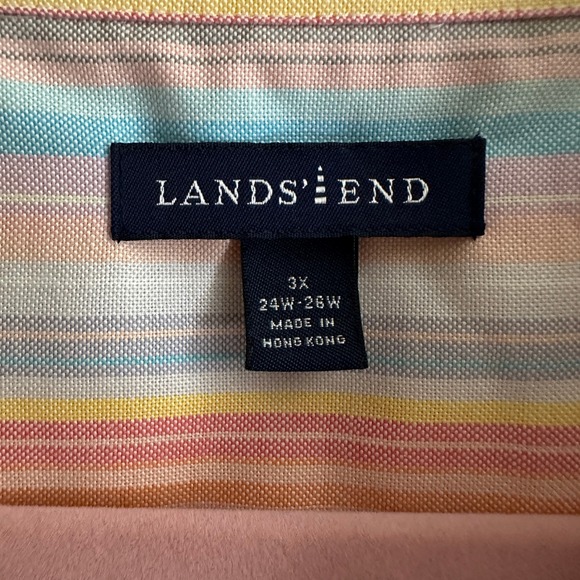 LANDS' END
3X
24W-26W
MADE IN
HONG KONG